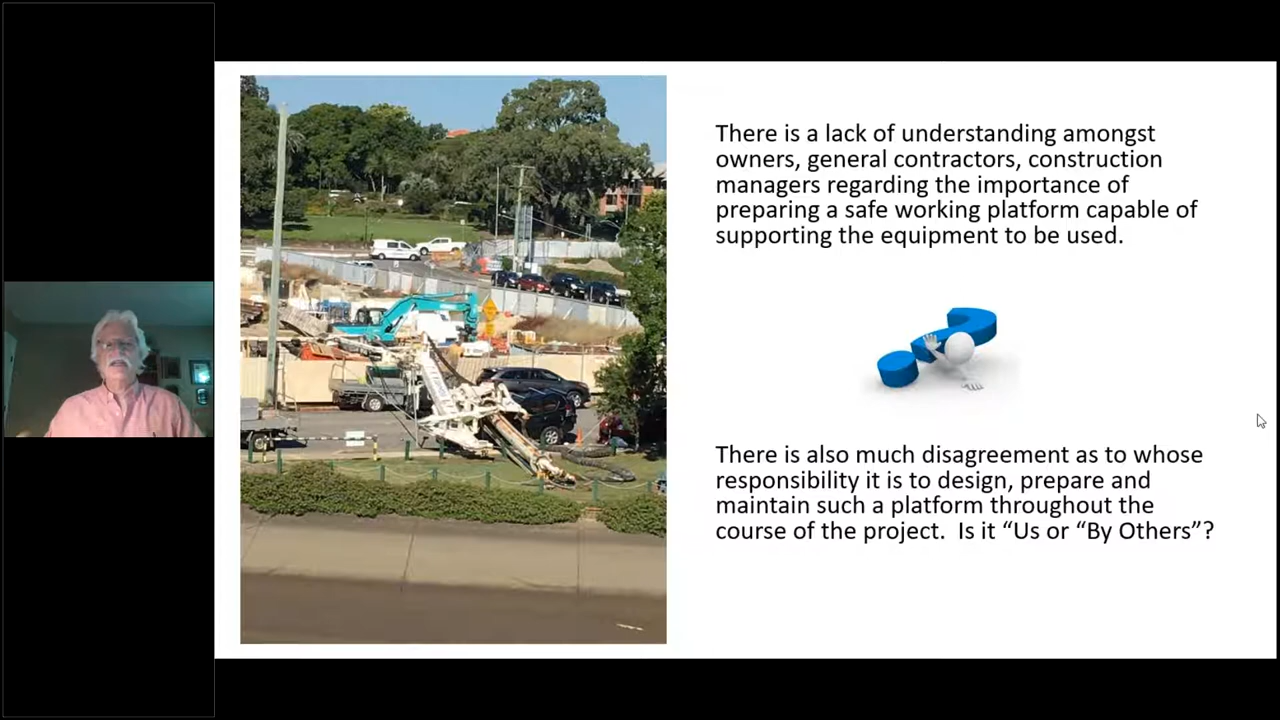 There is a lack of understanding amongst
owners, general contractors, construction
managers regarding the importance of
preparing a safe working platform capable of
supporting the equipment to be used.
There is also much disagreement as to whose
responsibility it is to design, prepare and
maintain such a platform throughout the
course of the project.  Is it “Us or “By Others”?